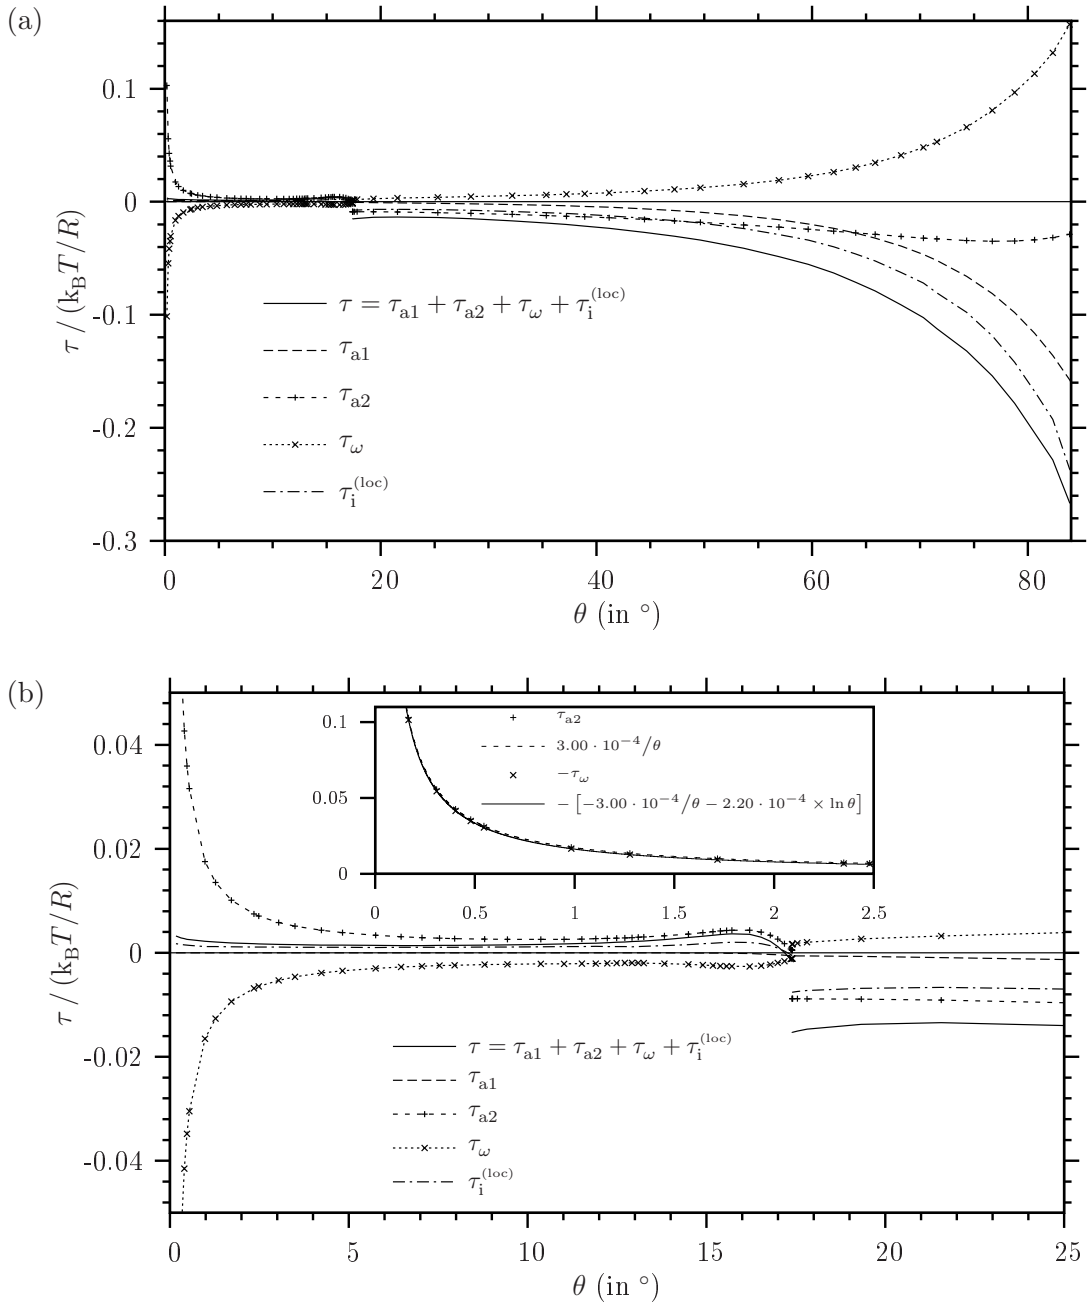 (a)
0.1
0
-0.1
-0.2
-0.3
τ / (k_B T/R)
τ = τ_a1 + τ_a2 + τ_ω + τ_i^(loc)
τ_a1
τ_a2
τ_ω
τ_i^(loc)
0 20 40 60 80
θ (in °)
(b)
0.04
0.02
0
-0.02
-0.04
τ / (k_B T/R)
0.1
0.05
0
τ_a2
3.00 · 10^−4/θ
−τ_ω
− [−3.00 · 10^−4/θ − 2.20 · 10^−4 × ln θ]
0 0.5 1 1.5 2 2.5
τ = τ_a1 + τ_a2 + τ_ω + τ_i^(loc)
τ_a1
τ_a2
τ_ω
τ_i^(loc)
0 5 10 15 20 25
θ (in °)